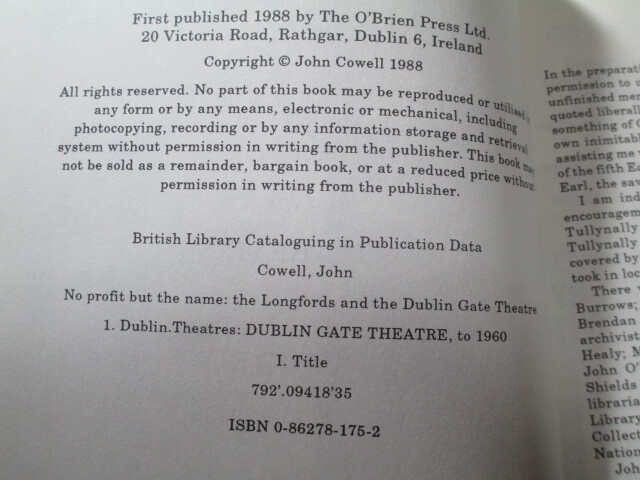 First published 1988 by The O'Brien Press Ltd.
20 Victoria Road, Rathgar, Dublin 6, Ireland
Copyright © John Cowell 1988
All rights reserved. No part of this book may be reproduced or utilised in
any form or by any means, electronic or mechanical, including
photocopying, recording or by any information storage and retrieval
system without permission in writing from the publisher. This book may
not be sold as a remainder, bargain book, or at a reduced price without
permission in writing from the publisher.
British Library Cataloguing in Publication Data
Cowell, John
No profit but the name: the Longfords and the Dublin Gate Theatre
1. Dublin.Theatres: DUBLIN GATE THEATRE, to 1960
I. Title
792'.09418'35
ISBN 0-86278-175-2
In the preparati
permission to u
unfinished mem
quoted liberall
something of
own inimitab
assisting me
of the fifth Ea
Earl, the sa
I am ind
encouragem
Tullynally
Tullynally
covered by
took in loc
There
Burrows;
Brendan
archivist
Healy; M
John O'
Shields
libraria
Library
Collect
Nation
Joh